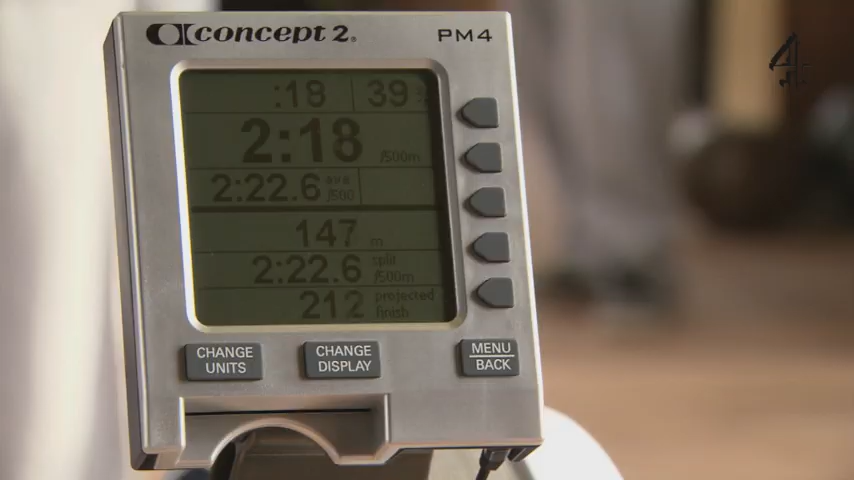 concept 2®
PM4
4
:18
39
2:18 /500m
2:22.6 ave /500
147 m
2:22.6 split /500m
212 projected finish
CHANGE UNITS
CHANGE DISPLAY
MENU
BACK